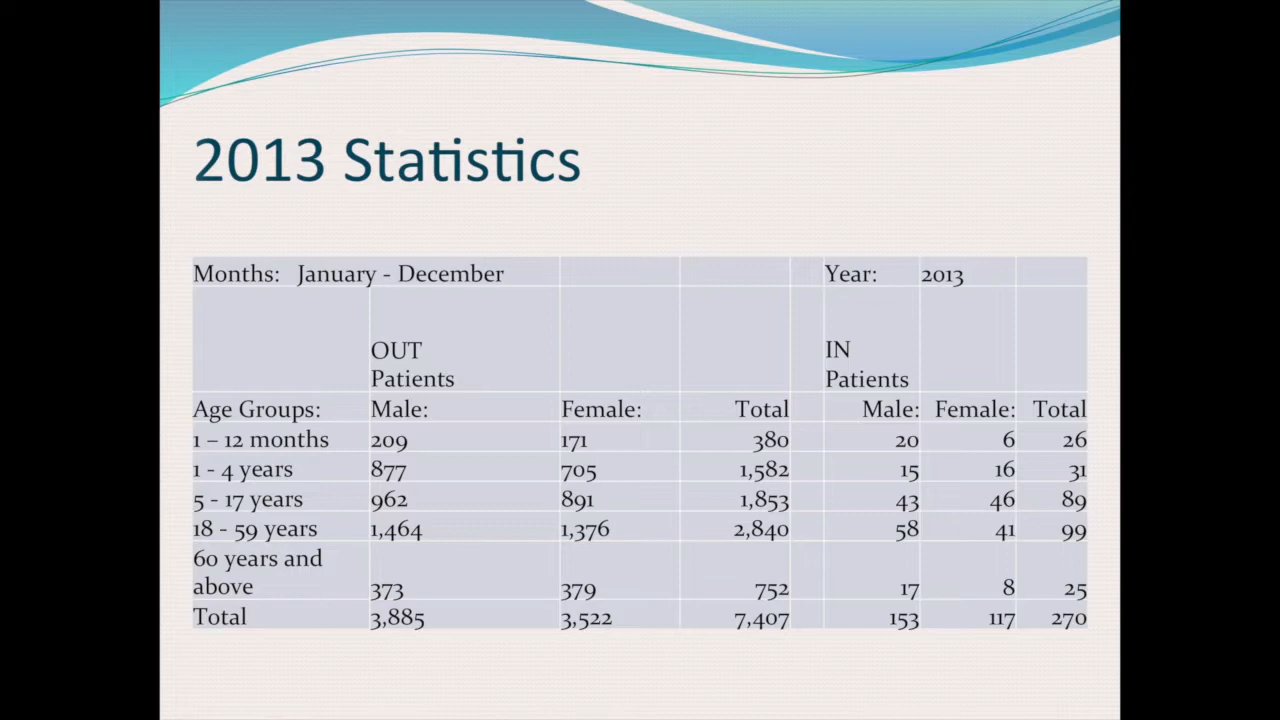 2013 Statistics
Months: January - December Year: 2013
OUT IN
Patients Patients
Age Groups: Male: Female: Total Male: Female: Total
1 – 12 months 209 171 380 20 6 26
1 - 4 years 877 705 1,582 15 16 31
5 - 17 years 962 891 1,853 43 46 89
18 - 59 years 1,464 1,376 2,840 58 41 99
60 years and
above 373 379 752 17 8 25
Total 3,885 3,522 7,407 153 117 270